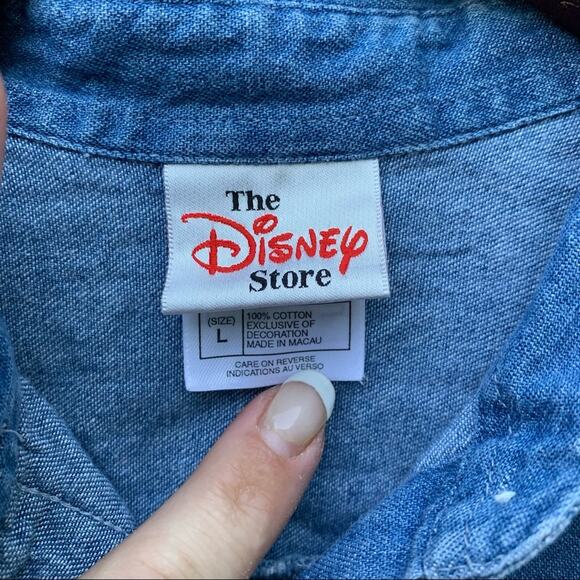 The
Disney
Store
(SIZE)
L
100% COTTON
EXCLUSIVE OF
DECORATION
MADE IN MACAU
CARE ON REVERSE
INDICATIONS AU VERSO